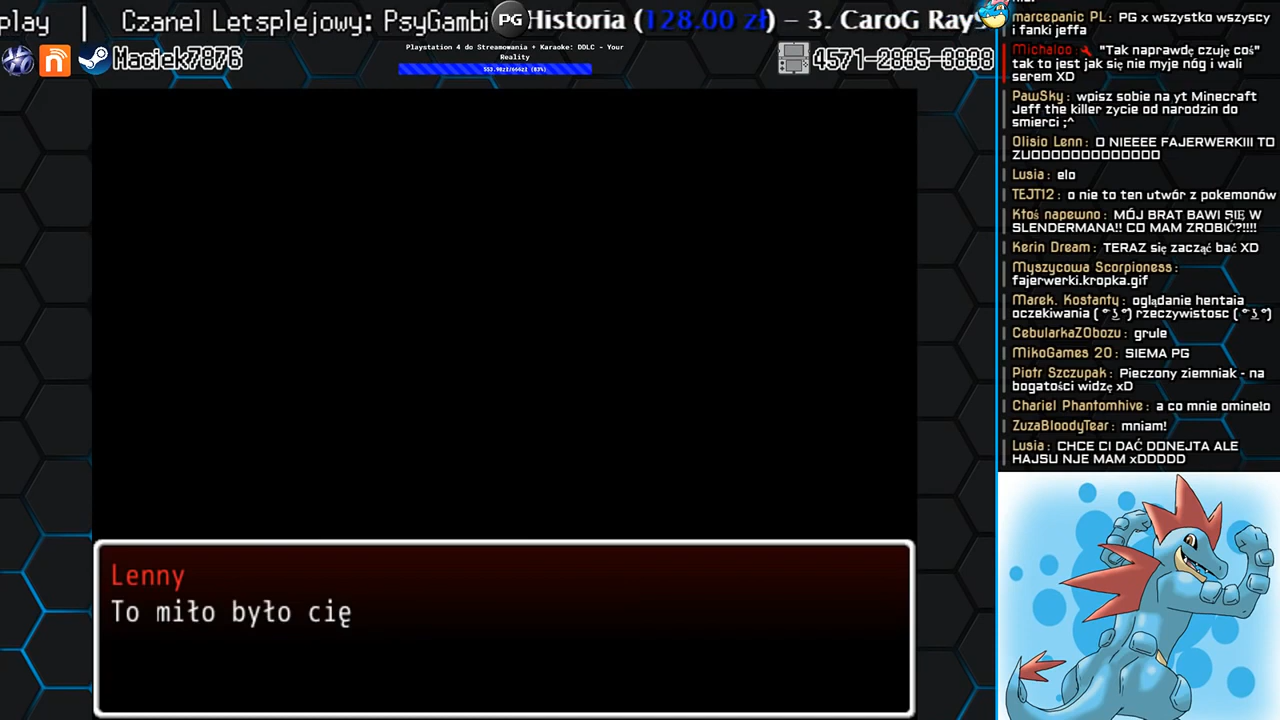 play | Czanel Letsplejowy: PsyGambi PG Historia (128.00 zł) – 3. CaroG Ray
Maciek7876
Playstation 4 do Streamowania + Karaoke: DDLC - Your
Reality
4571-2835-3838
marcepanic PL: PG x wszystko wszyscy
i fanki jeffa
Michaloo: "Tak naprawdę czuję coś"
tak to jest jak się nie myje nóg i wali
serem XD
PawSky: wpisz sobie na yt Minecraft
Jeff the killer zycie od narodzin do
smierci ;^
Olisio Lenn: O NIEEEE FAJERWERKIII TO
ZUOOOOOOOOOOOOO
Lusia: elo
TEJT12: o nie to ten utwór z pokemonów
Ktoś napewno: MÓJ BRAT BAWI SIĘ W
SLENDERMANA!! CO MAM ZROBIĆ?!!!!
Kerin Dream: TERAZ się zacząć bać XD
Myszycowa Scorpioness:
fajerwerki.kropka.gif
Marek. Kostanty: oglądanie hentaia
oczekiwania ( ͡° ͜ʖ ͡°) rzeczywistosc ( ͡° ͜ʖ ͡°)
CebularkaZObozu: grule
MikoGames 20: SIEMA PG
Piotr Szczupak: Pieczony ziemniak - na
bogatości widzę xD
Chariel Phantomhive: a co mnie omineło
ZuzaBloodyTear: mniam!
Lusia: CHCE CI DAĆ DONEJTA ALE
HAJSU NJE MAM xDDDDD
Lenny
To miło było cię